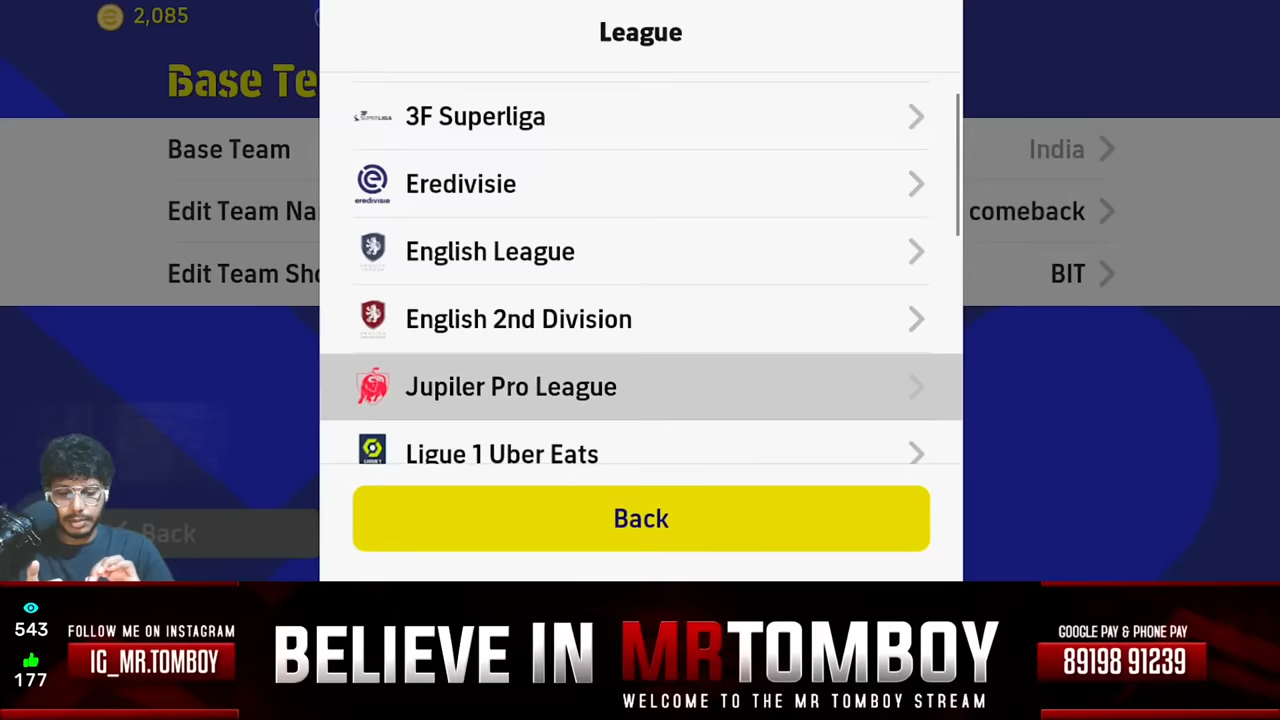 2,085
League
Base Te
3F Superliga
Base Team
India
Eredivisie
eredivisie
Edit Team Na
comeback
English League
Edit Team Sho
BIT
English 2nd Division
Jupiler Pro League
Ligue 1 Uber Eats
Back
Back
543
177
FOLLOW ME ON INSTAGRAM
IG_MR.TOMBOY
BELIEVE IN MRTOMBOY
WELCOME TO THE MR TOMBOY STREAM
GOOGLE PAY & PHONE PAY
89198 91239